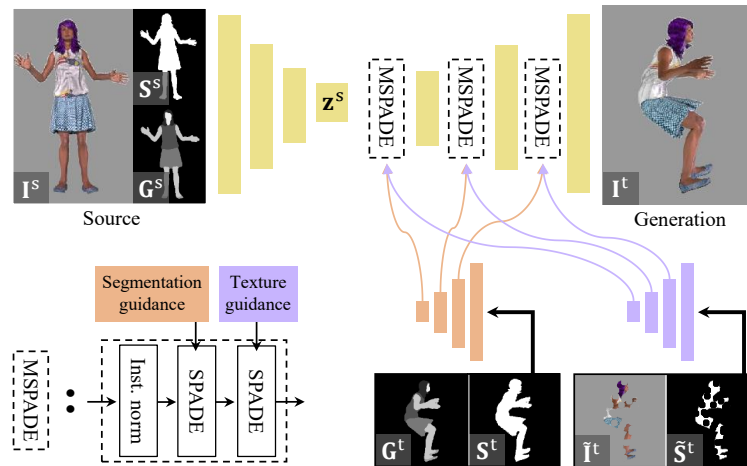 S^s
G^s
I^s
Source
z^s
MSPADE
MSPADE
MSPADE
I^t
Generation
Segmentation
guidance
Texture
guidance
MSPADE
:
Inst. norm
SPADE
SPADE
G^t
S^t
Ĩ^t
S̃^t